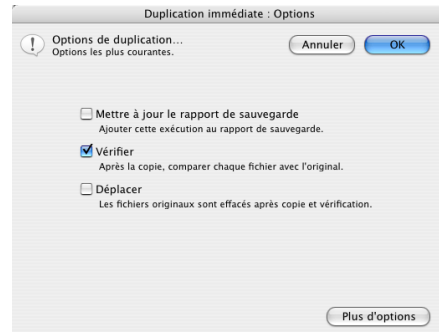 Duplication immédiate : Options
Options de duplication...
Options les plus courantes.
Annuler
OK
Mettre à jour le rapport de sauvegarde
Ajouter cette exécution au rapport de sauvegarde.
Vérifier
Après la copie, comparer chaque fichier avec l'original.
Déplacer
Les fichiers originaux sont effacés après copie et vérification.
Plus d'options